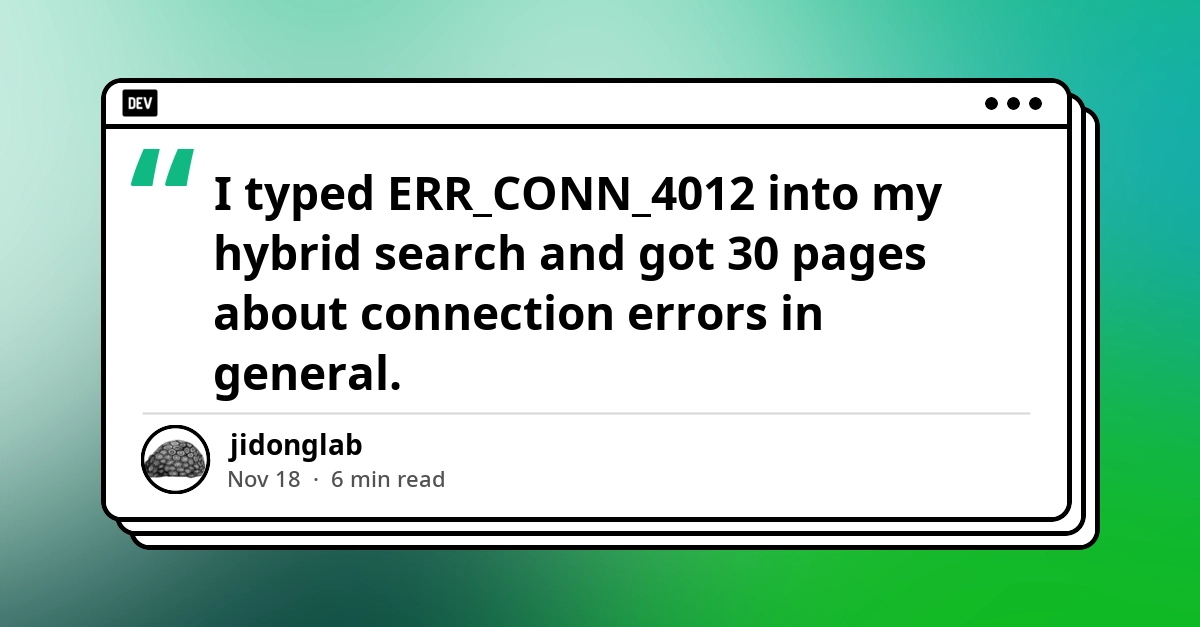 DEV
“ I typed ERR_CONN_4012 into my
hybrid search and got 30 pages
about connection errors in
general.
jidonglab
Nov 18 · 6 min read